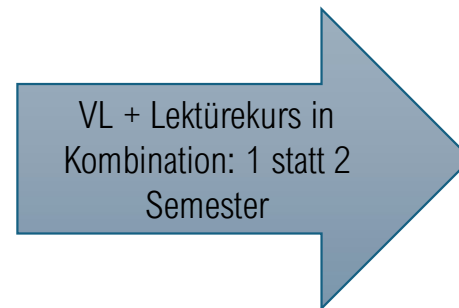 VL + Lektürekurs in
Kombination: 1 statt 2
Semester